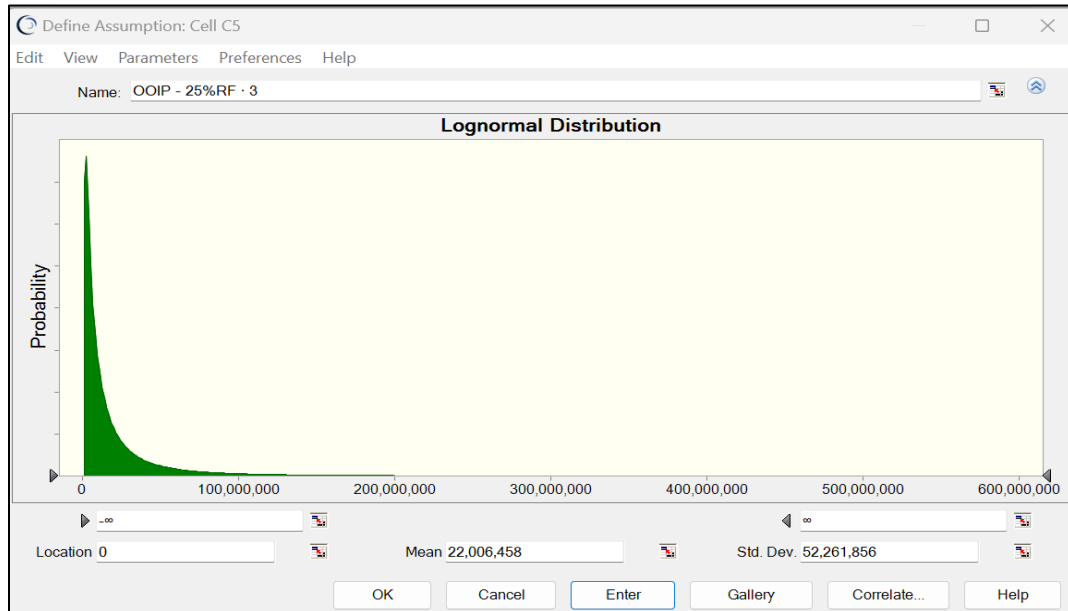 Define Assumption: Cell C5
Edit View Parameters Preferences Help
Name: OOIP - 25%RF · 3
Lognormal Distribution
Probability
0 100,000,000 200,000,000 300,000,000 400,000,000 500,000,000 600,000,000
-∞ ∞
Location 0 Mean 22,006,458 Std. Dev. 52,261,856
OK Cancel Enter Gallery Correlate... Help